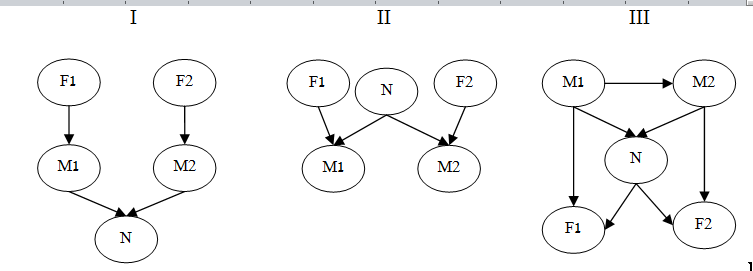 I II III
F1 F2 F1 N F2 M1 M2
M1 M2 M1 M2 N
N F1 F2